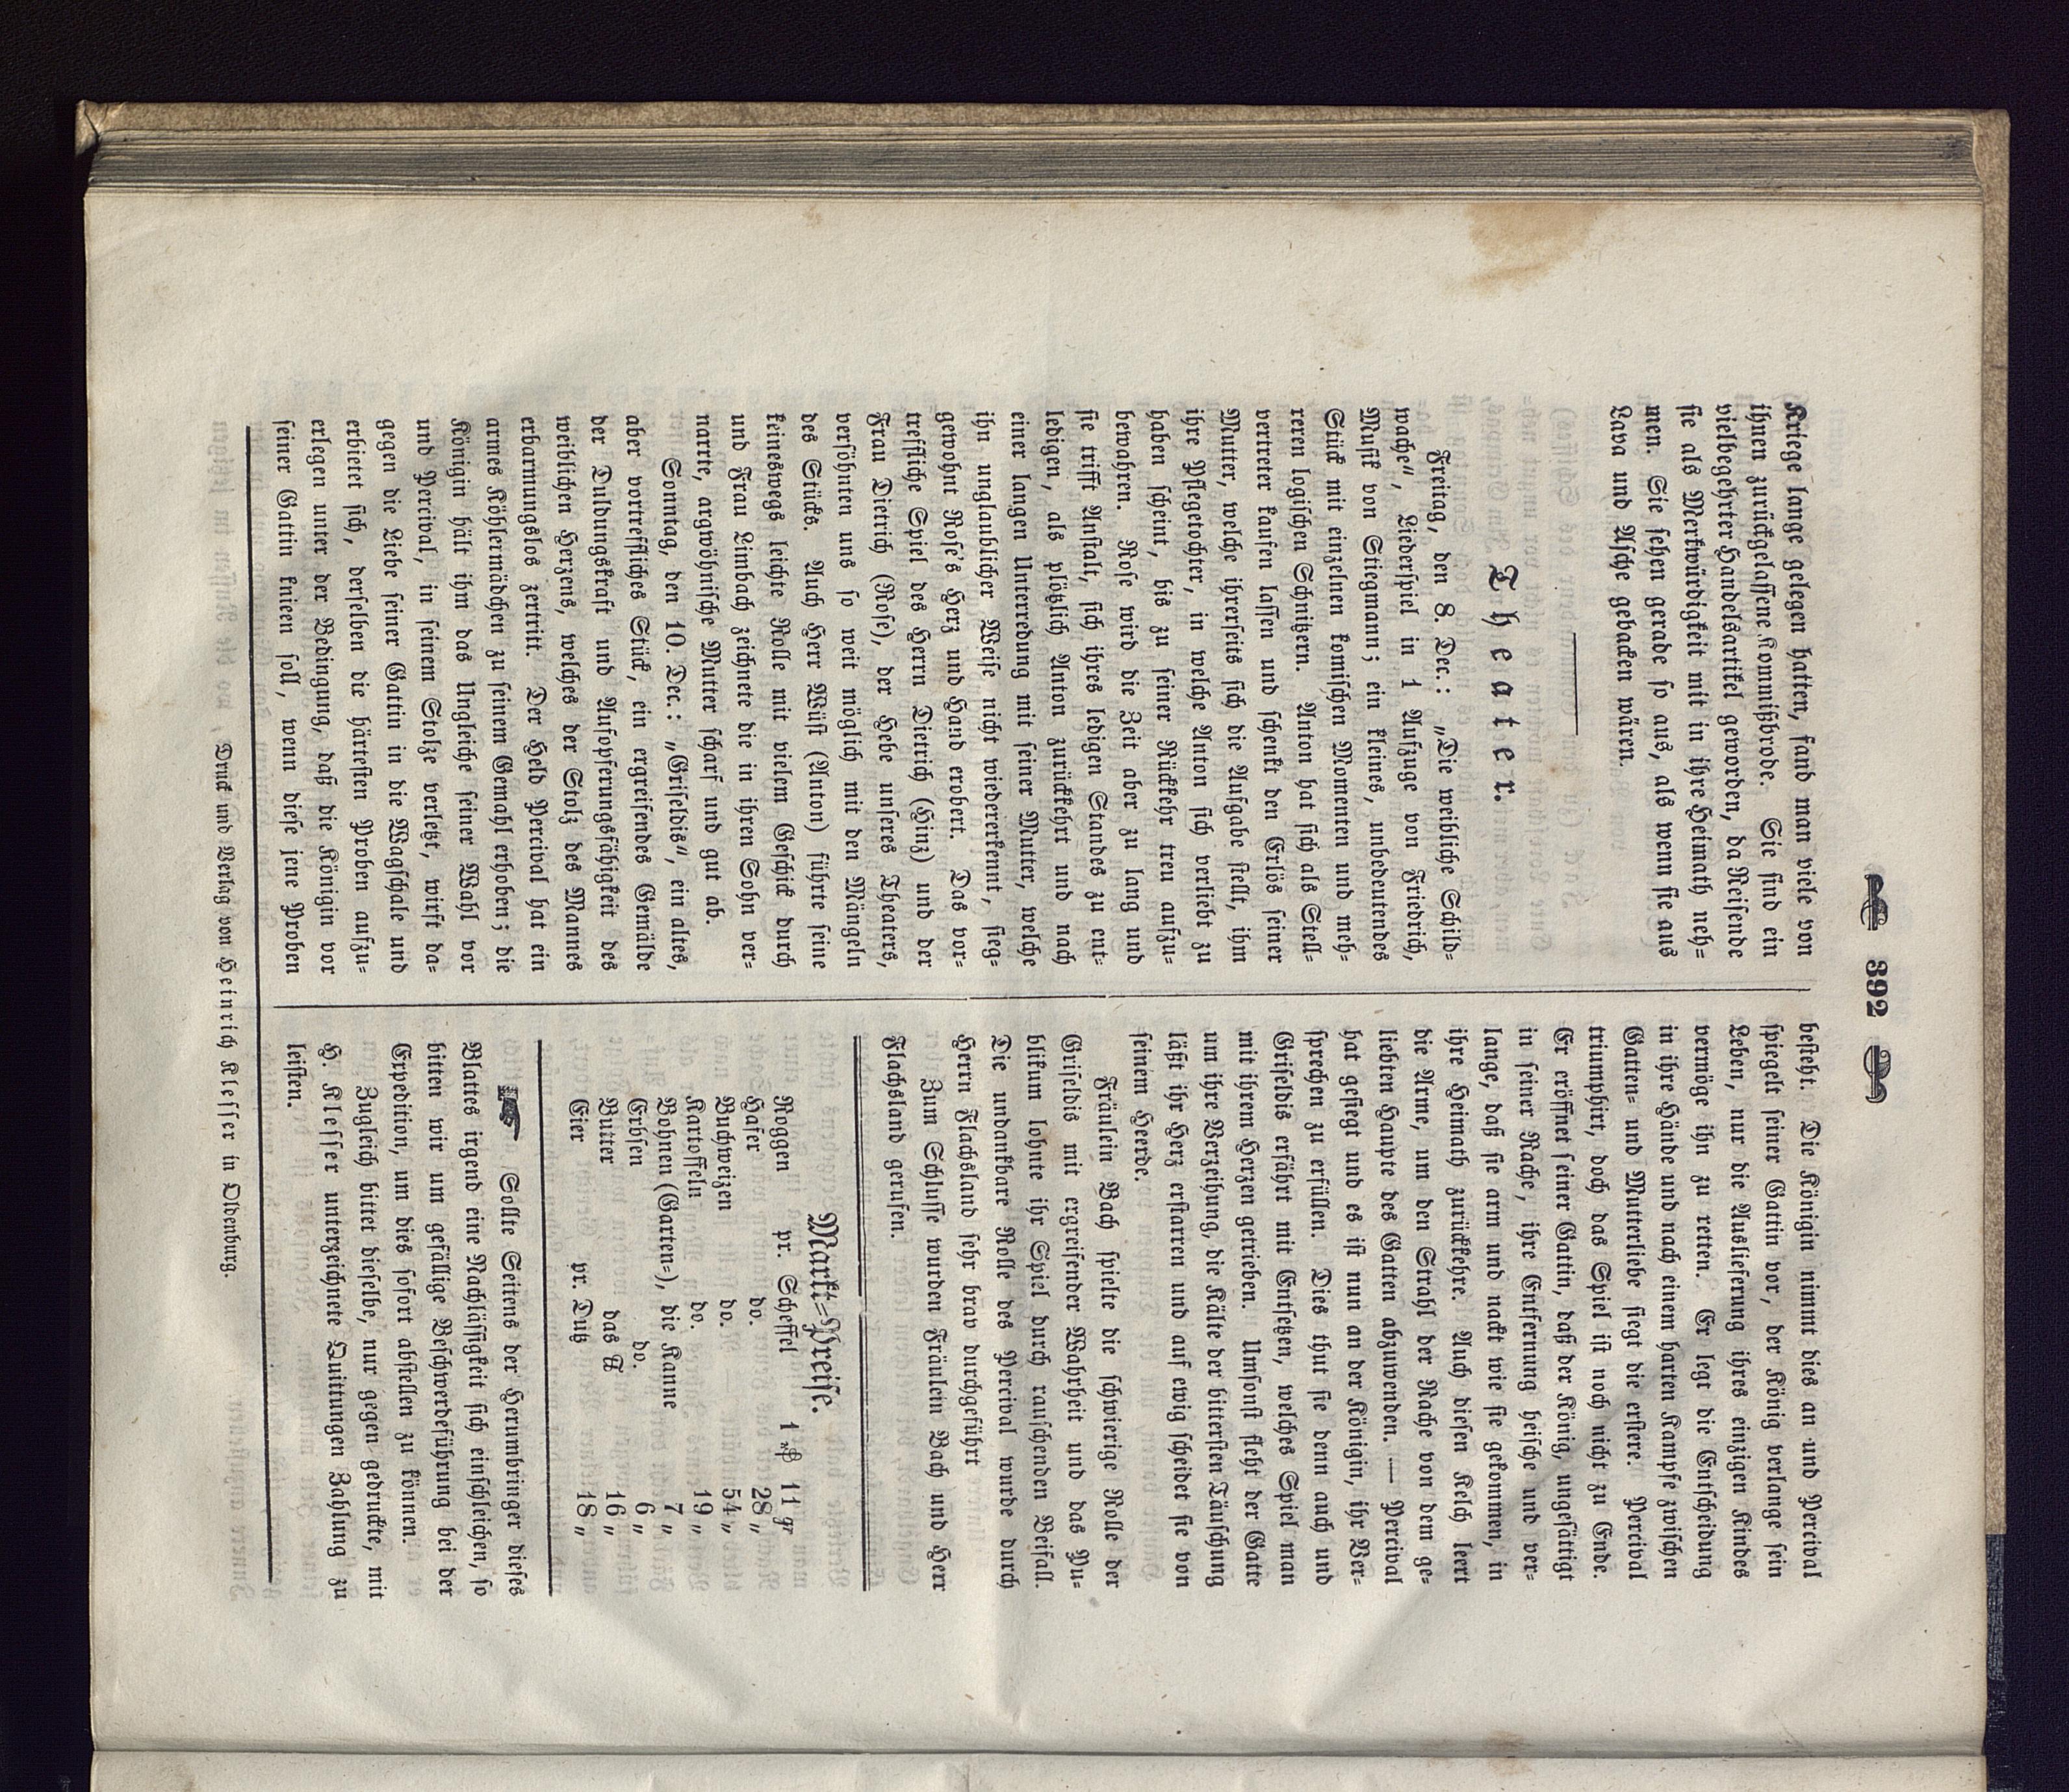 392
Kriege lange gelegen hatten, fand man viele von
ihnen zurückgelassene Kommißbrode. Sie sind ein
vielbegehrter Handelsartikel geworden, da Reisende
sie als Merkwürdigkeit mit in ihre Heimath neh-
men. Sie sehen gerade so aus, als wenn sie aus
Lava und Asche gebacken wären.
Theater.
Freitag, den 8. Dec.: „Die weibliche Schild-
wache", Liederspiel in 1 Aufzuge von Friedrich,
Musik von Stiegmann; ein kleines, unbedeutendes
Stück mit einzelnen komischen Momenten und meh-
reren logischen Schnitzern. Anton hat sich als Stell-
vertreter kaufen lassen und schenkt den Erlös seiner
Mutter, welche ihrerseits sich die Aufgabe stellt, ihm
ihre Pflegetochter, in welche Anton sich verliebt zu
haben scheint, bis zu seiner Rückkehr treu aufzu-
bewahren. Rose wird die Zeit aber zu lang und
sie trifft Anstalt, sich ihres ledigen Standes zu ent-
ledigen, als plötzlich Anton zurückkehrt und nach
einer langen Unterredung mit seiner Mutter, welche
ihn unglaublicher Weise nicht wiedererkennt, sieg-
gewohnt Rose's Herz und Hand erobert. Das vor-
treffliche Spiel des Herrn Dietrich (Hinz) und der
Frau Dietrich (Rose), der Hebe unseres Theaters,
versöhnten uns so weit möglich mit den Mängeln
des Stücks. Auch Herr Wüst (Anton) führte seine
keineswegs leichte Rolle mit vielem Geschick durch
und Frau Limbach zeichnete die in ihren Sohn ver-
narrte, argwöhnische Mutter scharf und gut ab.
Sonntag, den 10. Dec.: „Griseldis", ein altes,
aber vortreffliches Stück, ein ergreifendes Gemälde
der Duldungskraft und Aufopferungsfähigkeit des
weiblichen Herzens, welches der Stolz des Mannes
erbarmungslos zertritt. Der Held Percival hat ein
armes Köhlermädchen zu seinem Gemahl erhoben; die
Königin hält ihm das Ungleiche seiner Wahl vor
und Percival, in seinem Stolze verletzt, wirft da-
gegen die Liebe seiner Gattin in die Wagschale und
erbietet sich, derselben die härtesten Proben aufzu-
erlegen unter der Bedingung, daß die Königin vor
seiner Gattin knieen soll, wenn diese jene Proben
besteht. Die Königin nimmt dies an und Percival
spiegelt seiner Gattin vor, der König verlange sein
Leben, nur die Auslieferung ihres einzigen Kindes
vermöge ihn zu retten. Er legt die Entscheidung
in ihre Hände und nach einem harten Kampfe zwischen
Gatten- und Mutterliebe siegt die erstere. Percival
triumphirt, doch das Spiel ist noch nicht zu Ende.
Er eröffnet seiner Gattin, daß der König, ungesättigt
in seiner Rache, ihre Entfernung heische und ver-
lange, daß sie arm und nackt wie sie gekommen, in
ihre Heimath zurückkehre. Auch diesen Kelch leert
die Arme, um den Strahl der Rache von dem ge-
liebten Haupte des Gatten abzuwenden. — Percival
hat gesiegt und es ist nun an der Königin, ihr Ver-
sprechen zu erfüllen. Dies thut sie denn auch und
Griseldis erfährt mit Entsetzen, welches Spiel man
mit ihrem Herzen getrieben. Umsonst fleht der Gatte
um ihre Verzeihung, die Kälte der bittersten Täuschung
läßt ihr Herz erstarren und auf ewig scheidet sie von
seinem Heerde.
Fräulein Bach spielte die schwierige Rolle der
Griseldis mit ergreifender Wahrheit und das Pu-
blikum lohnte ihr Spiel durch rauschenden Beifall.
Die undankbare Rolle des Percival wurde durch
Herrn Flachsland sehr brav durchgeführt
Zum Schlusse wurden Fräulein Bach und Herr
Flachsland gerufen.
Markt-Preise.
Roggen pr. Scheffel 1 ₰ 11 gr
Hafer do. 28 „
Buchweizen do. 54 „
Kartoffeln do. 19 „
Bohnen (Garten-), die Kanne 7 „
Erbsen do. 6 „
Butter das ℔ 16 „
Eier pr. Dutz 18 „
☛ Sollte Seitens der Herumbringer dieses
Blattes irgend eine Nachlässigkeit sich einschleichen, so
bitten wir um gefällige Beschwerdeführung bei der
Expedition, um dies sofort abstellen zu können.
Zugleich bittet dieselbe, nur gegen gedruckte, mit
H. Klesser unterzeichnete Quittungen Zahlung zu
leisten.
Druck und Verlag von Heinrich Klesser in Oldenburg.